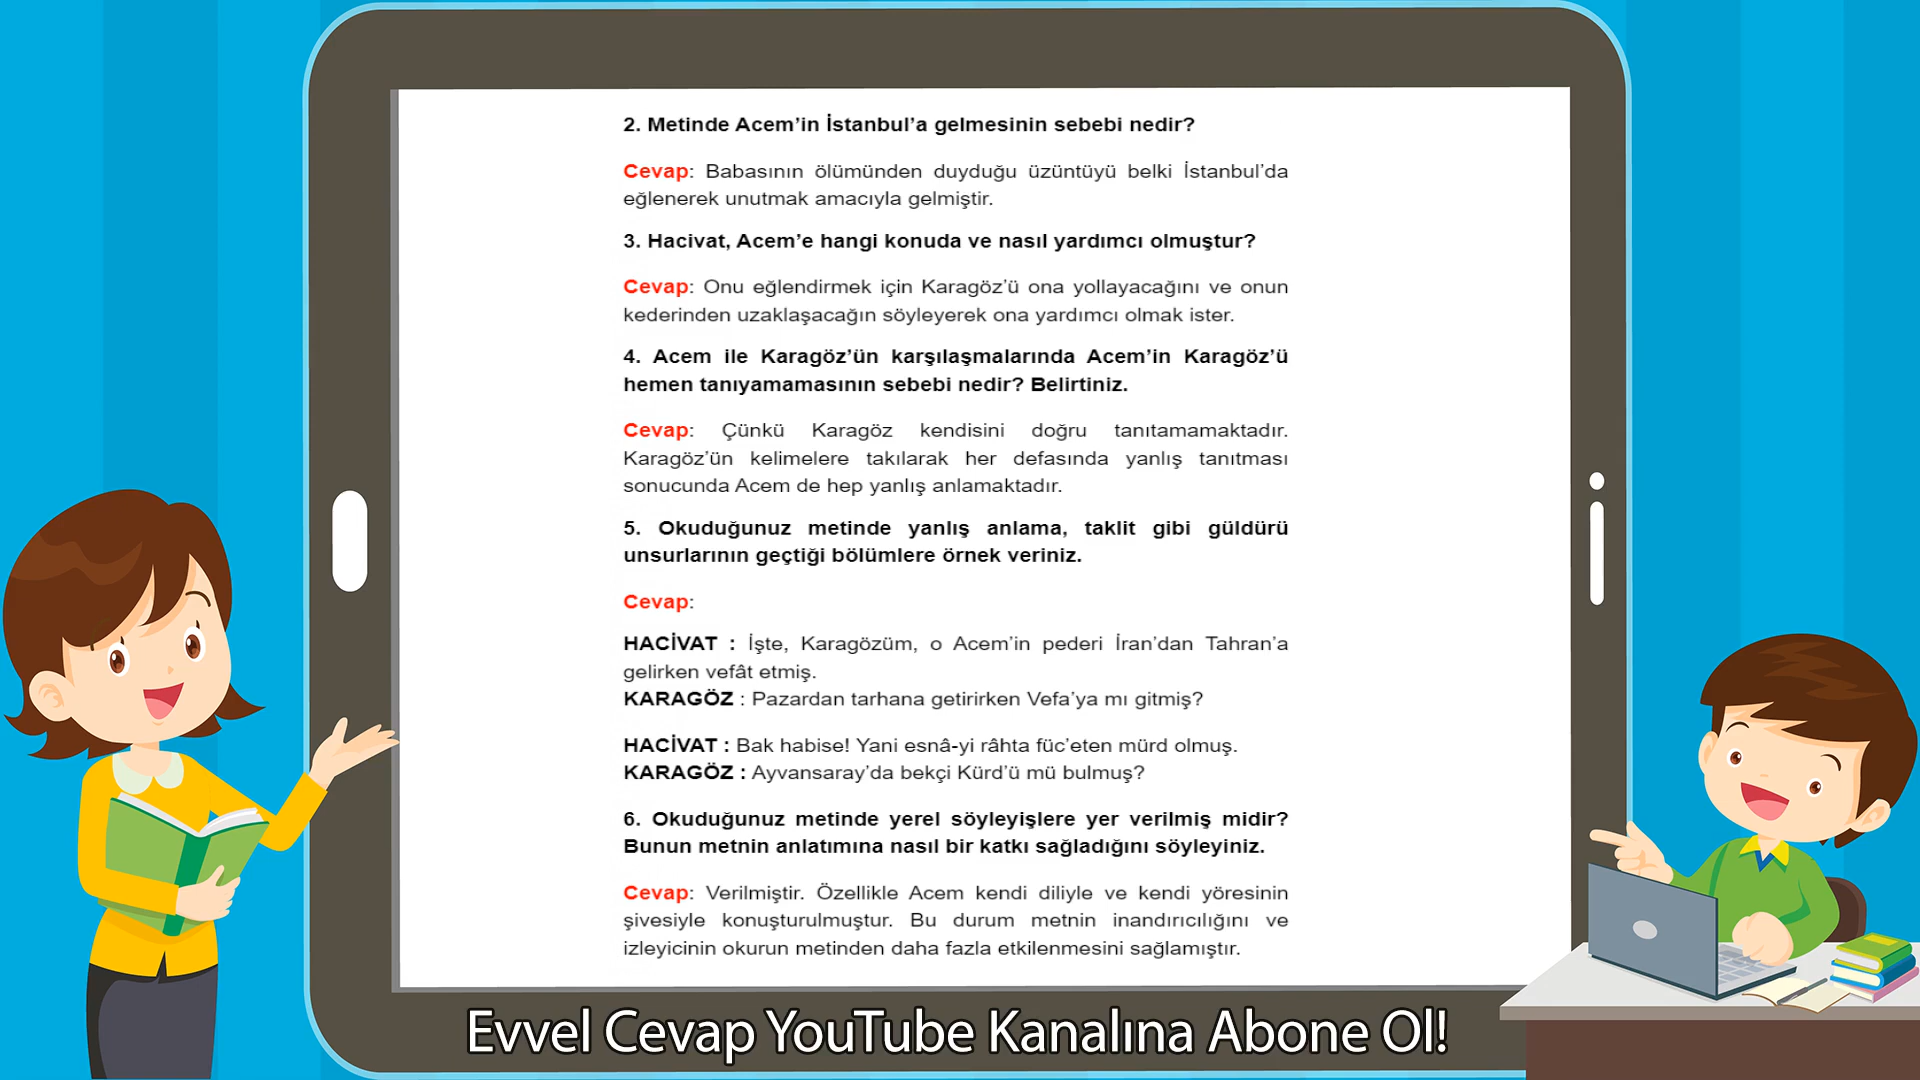 2. Metinde Acem’in İstanbul’a gelmesinin sebebi nedir?
Cevap: Babasının ölümünden duyduğu üzüntüyü belki İstanbul’da
eğlenerek unutmak amacıyla gelmiştir.
3. Hacivat, Acem’e hangi konuda ve nasıl yardımcı olmuştur?
Cevap: Onu eğlendirmek için Karagöz’ü ona yollayacağını ve onun
kederinden uzaklaşacağın söyleyerek ona yardımcı olmak ister.
4. Acem ile Karagöz’ün karşılaşmalarında Acem’in Karagöz’ü
hemen tanıyamamasının sebebi nedir? Belirtiniz.
Cevap: Çünkü Karagöz kendisini doğru tanıtamamaktadır.
Karagöz’ün kelimelere takılarak her defasında yanlış tanıtması
sonucunda Acem de hep yanlış anlamaktadır.
5. Okuduğunuz metinde yanlış anlama, taklit gibi güldürü
unsurlarının geçtiği bölümlere örnek veriniz.
Cevap:
HACİVAT : İşte, Karagözüm, o Acem’in pederi İran’dan Tahran’a
gelirken vefât etmiş.
KARAGÖZ : Pazardan tarhana getirirken Vefa’ya mı gitmiş?
HACİVAT : Bak habise! Yani esnâ-yi râhta füc’eten mürd olmuş.
KARAGÖZ : Ayvansaray’da bekçi Kürd’ü mü bulmuş?
6. Okuduğunuz metinde yerel söyleyişlere yer verilmiş midir?
Bunun metnin anlatımına nasıl bir katkı sağladığını söyleyiniz.
Cevap: Verilmiştir. Özellikle Acem kendi diliyle ve kendi yöresinin
şivesiyle konuşturulmuştur. Bu durum metnin inandırıcılığını ve
izleyicinin okurun metinden daha fazla etkilenmesini sağlamıştır.
Evvel Cevap YouTube Kanalına Abone Ol!